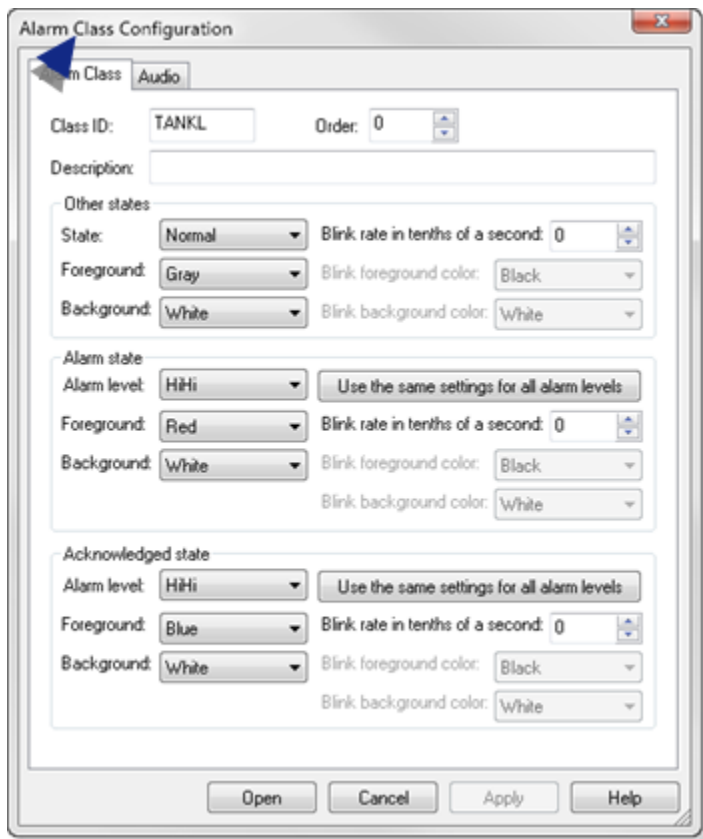 Alarm Class Configuration
Class Audio
Class ID: TANKL Order: 0
Description:
Other states
State: Normal Blink rate in tenths of a second: 0
Foreground: Gray Blink foreground color: Black
Background: White Blink background color: White
Alarm state
Alarm level: HiHi Use the same settings for all alarm levels
Foreground: Red Blink rate in tenths of a second: 0
Background: White Blink foreground color: Black
Blink background color: White
Acknowledged state
Alarm level: HiHi Use the same settings for all alarm levels
Foreground: Blue Blink rate in tenths of a second: 0
Background: White Blink foreground color: Black
Blink background color: White
Open Cancel Apply Help